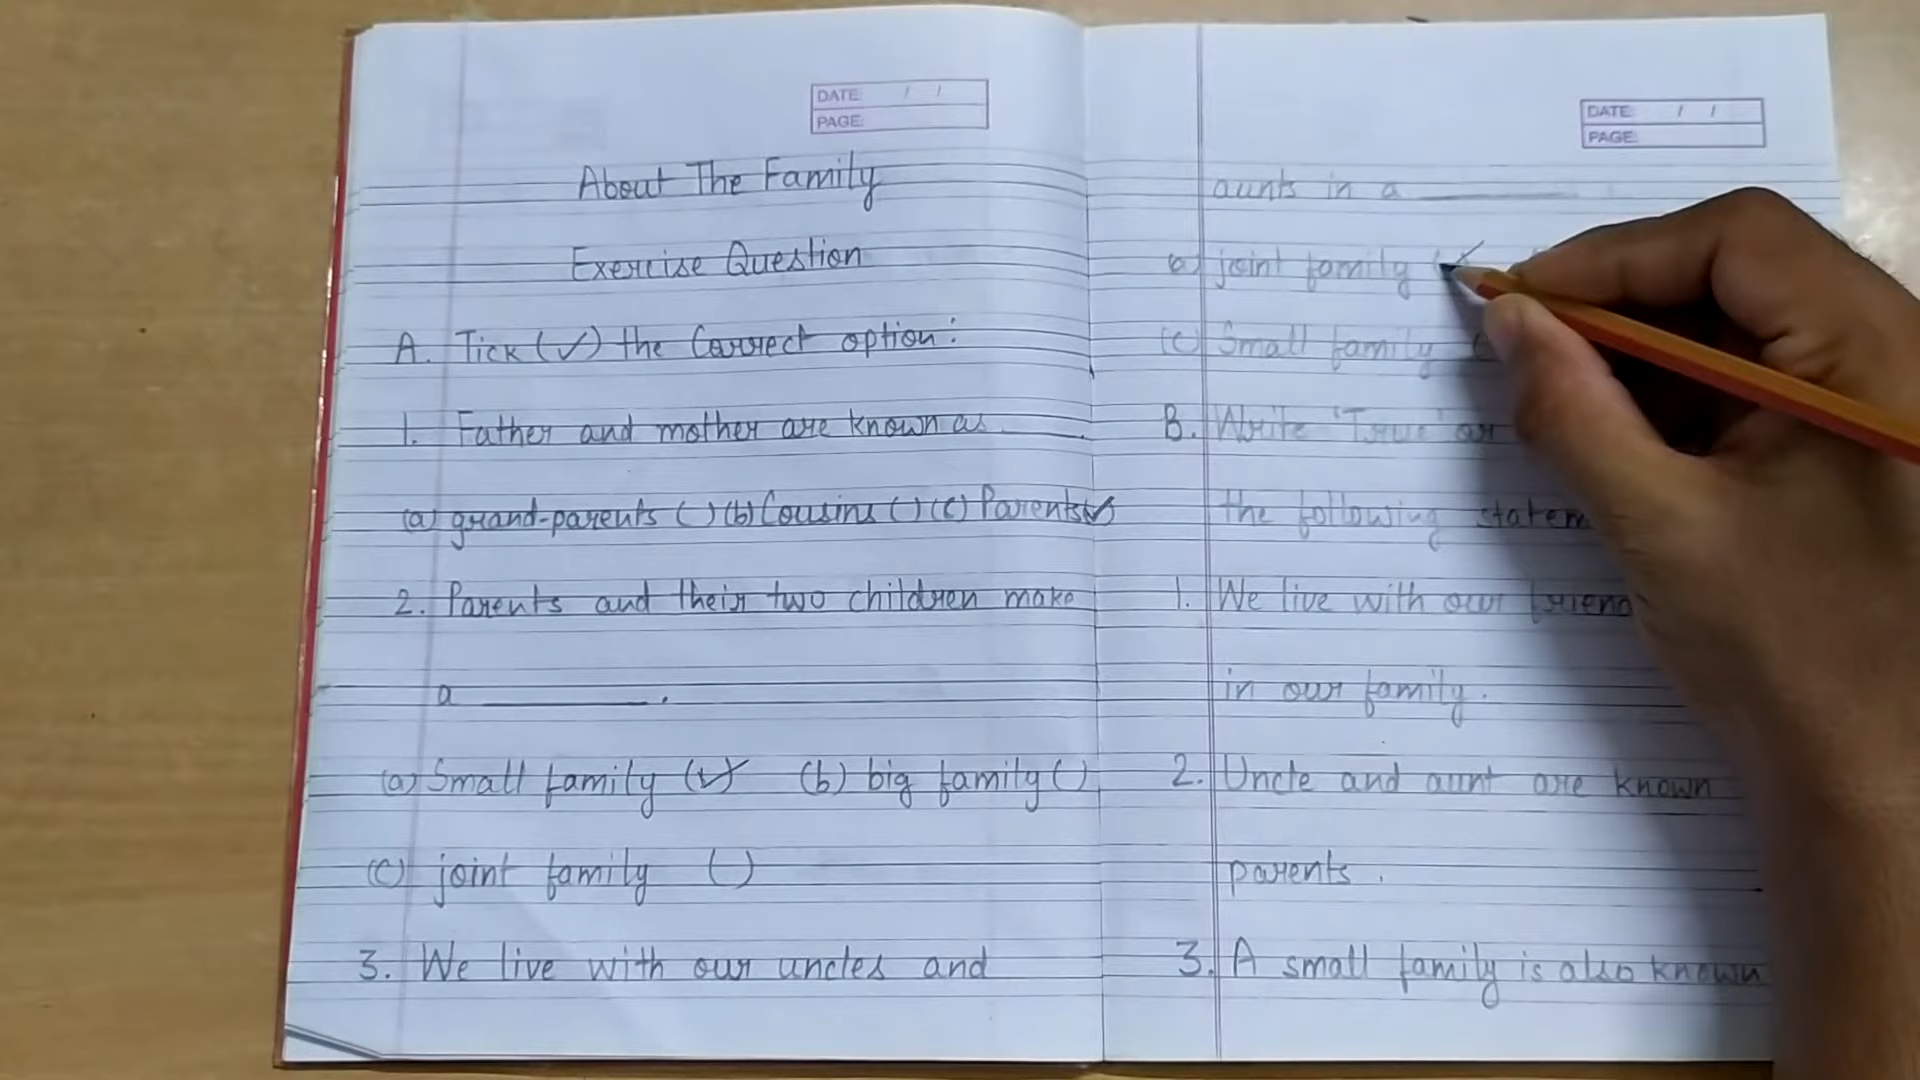 DATE: / /
PAGE:
About The Family
Exercise Question
A. Tick (✓) the Correct option:
1. Father and mother are known as ____.
(a) grand-parents ( ) (b) Cousins ( ) (c) Parents (✓)
2. Parents and their two children make
a ________.
(a) Small family (✓) (b) big family ( )
(c) joint family ( )
3. We live with our uncles and
DATE: / /
PAGE:
aunts in a ________
(a) joint family (✓
(c) Small family (
B. Write 'True' or
the following
1. We live with our
in our family.
2. Uncle and aunt are known
parents.
3. A small family is also known